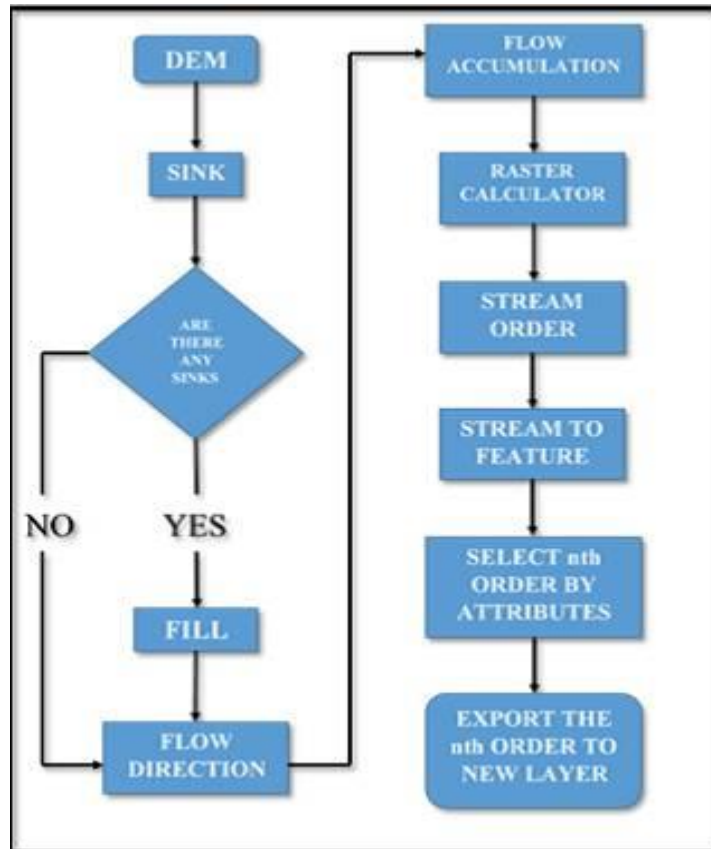 DEM
SINK
ARE
THERE
ANY
SINKS
NO
YES
FILL
FLOW
DIRECTION
FLOW
ACCUMULATION
RASTER
CALCULATOR
STREAM
ORDER
STREAM TO
FEATURE
SELECT nth
ORDER BY
ATTRIBUTES
EXPORT THE
nth ORDER TO
NEW LAYER